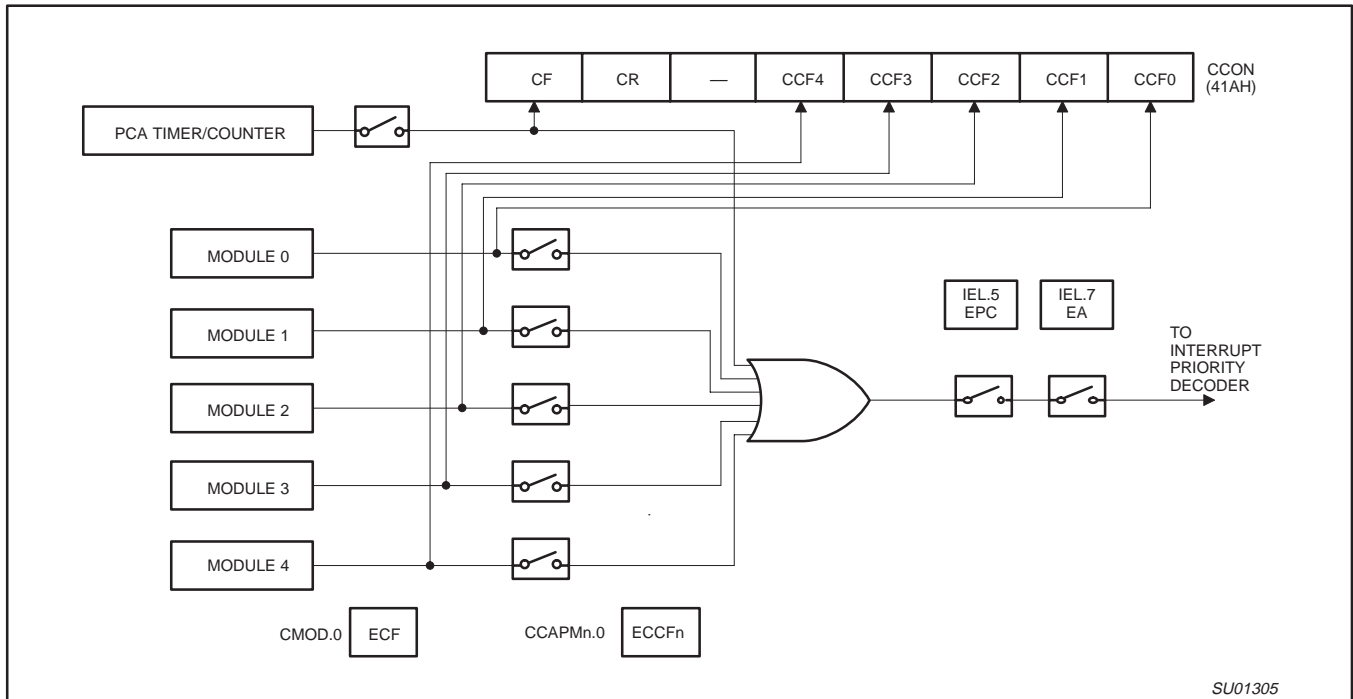 CF CR — CCF4 CCF3 CCF2 CCF1 CCF0
CCON
(41AH)
PCA TIMER/COUNTER
MODULE 0
MODULE 1
MODULE 2
MODULE 3
MODULE 4
IEL.5
EPC
IEL.7
EA
TO
INTERRUPT
PRIORITY
DECODER
CMOD.0 ECF
CCAPMn.0 ECCFn
SU01305